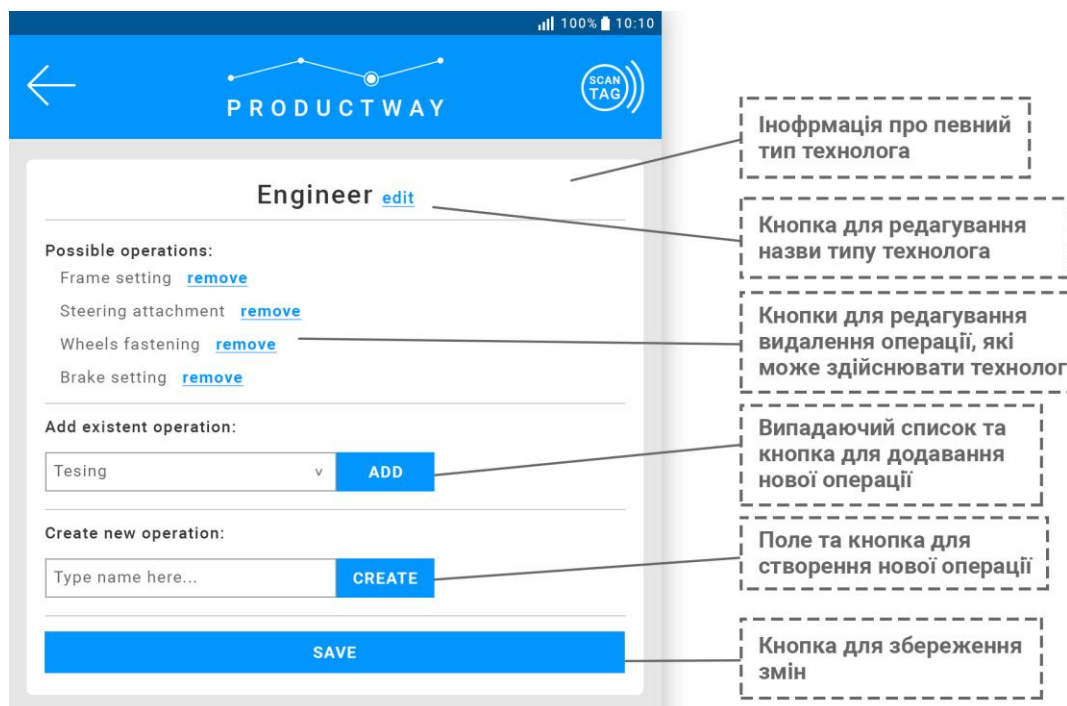 100% 10:10
SCAN
TAG
PRODUCTWAY
Engineer edit
Possible operations:
Frame setting remove
Steering attachment remove
Wheels fastening remove
Brake setting remove
Add existent operation:
Tesing v ADD
Create new operation:
Type name here... CREATE
SAVE
Інофрмація про певний
тип технолога
Кнопка для редагування
назви типу технолога
Кнопки для редагування
видалення операції, які
може здійснювати технолог
Випадаючий список та
кнопка для додавання
нової операції
Поле та кнопка для
створення нової операції
Кнопка для збереження
змін